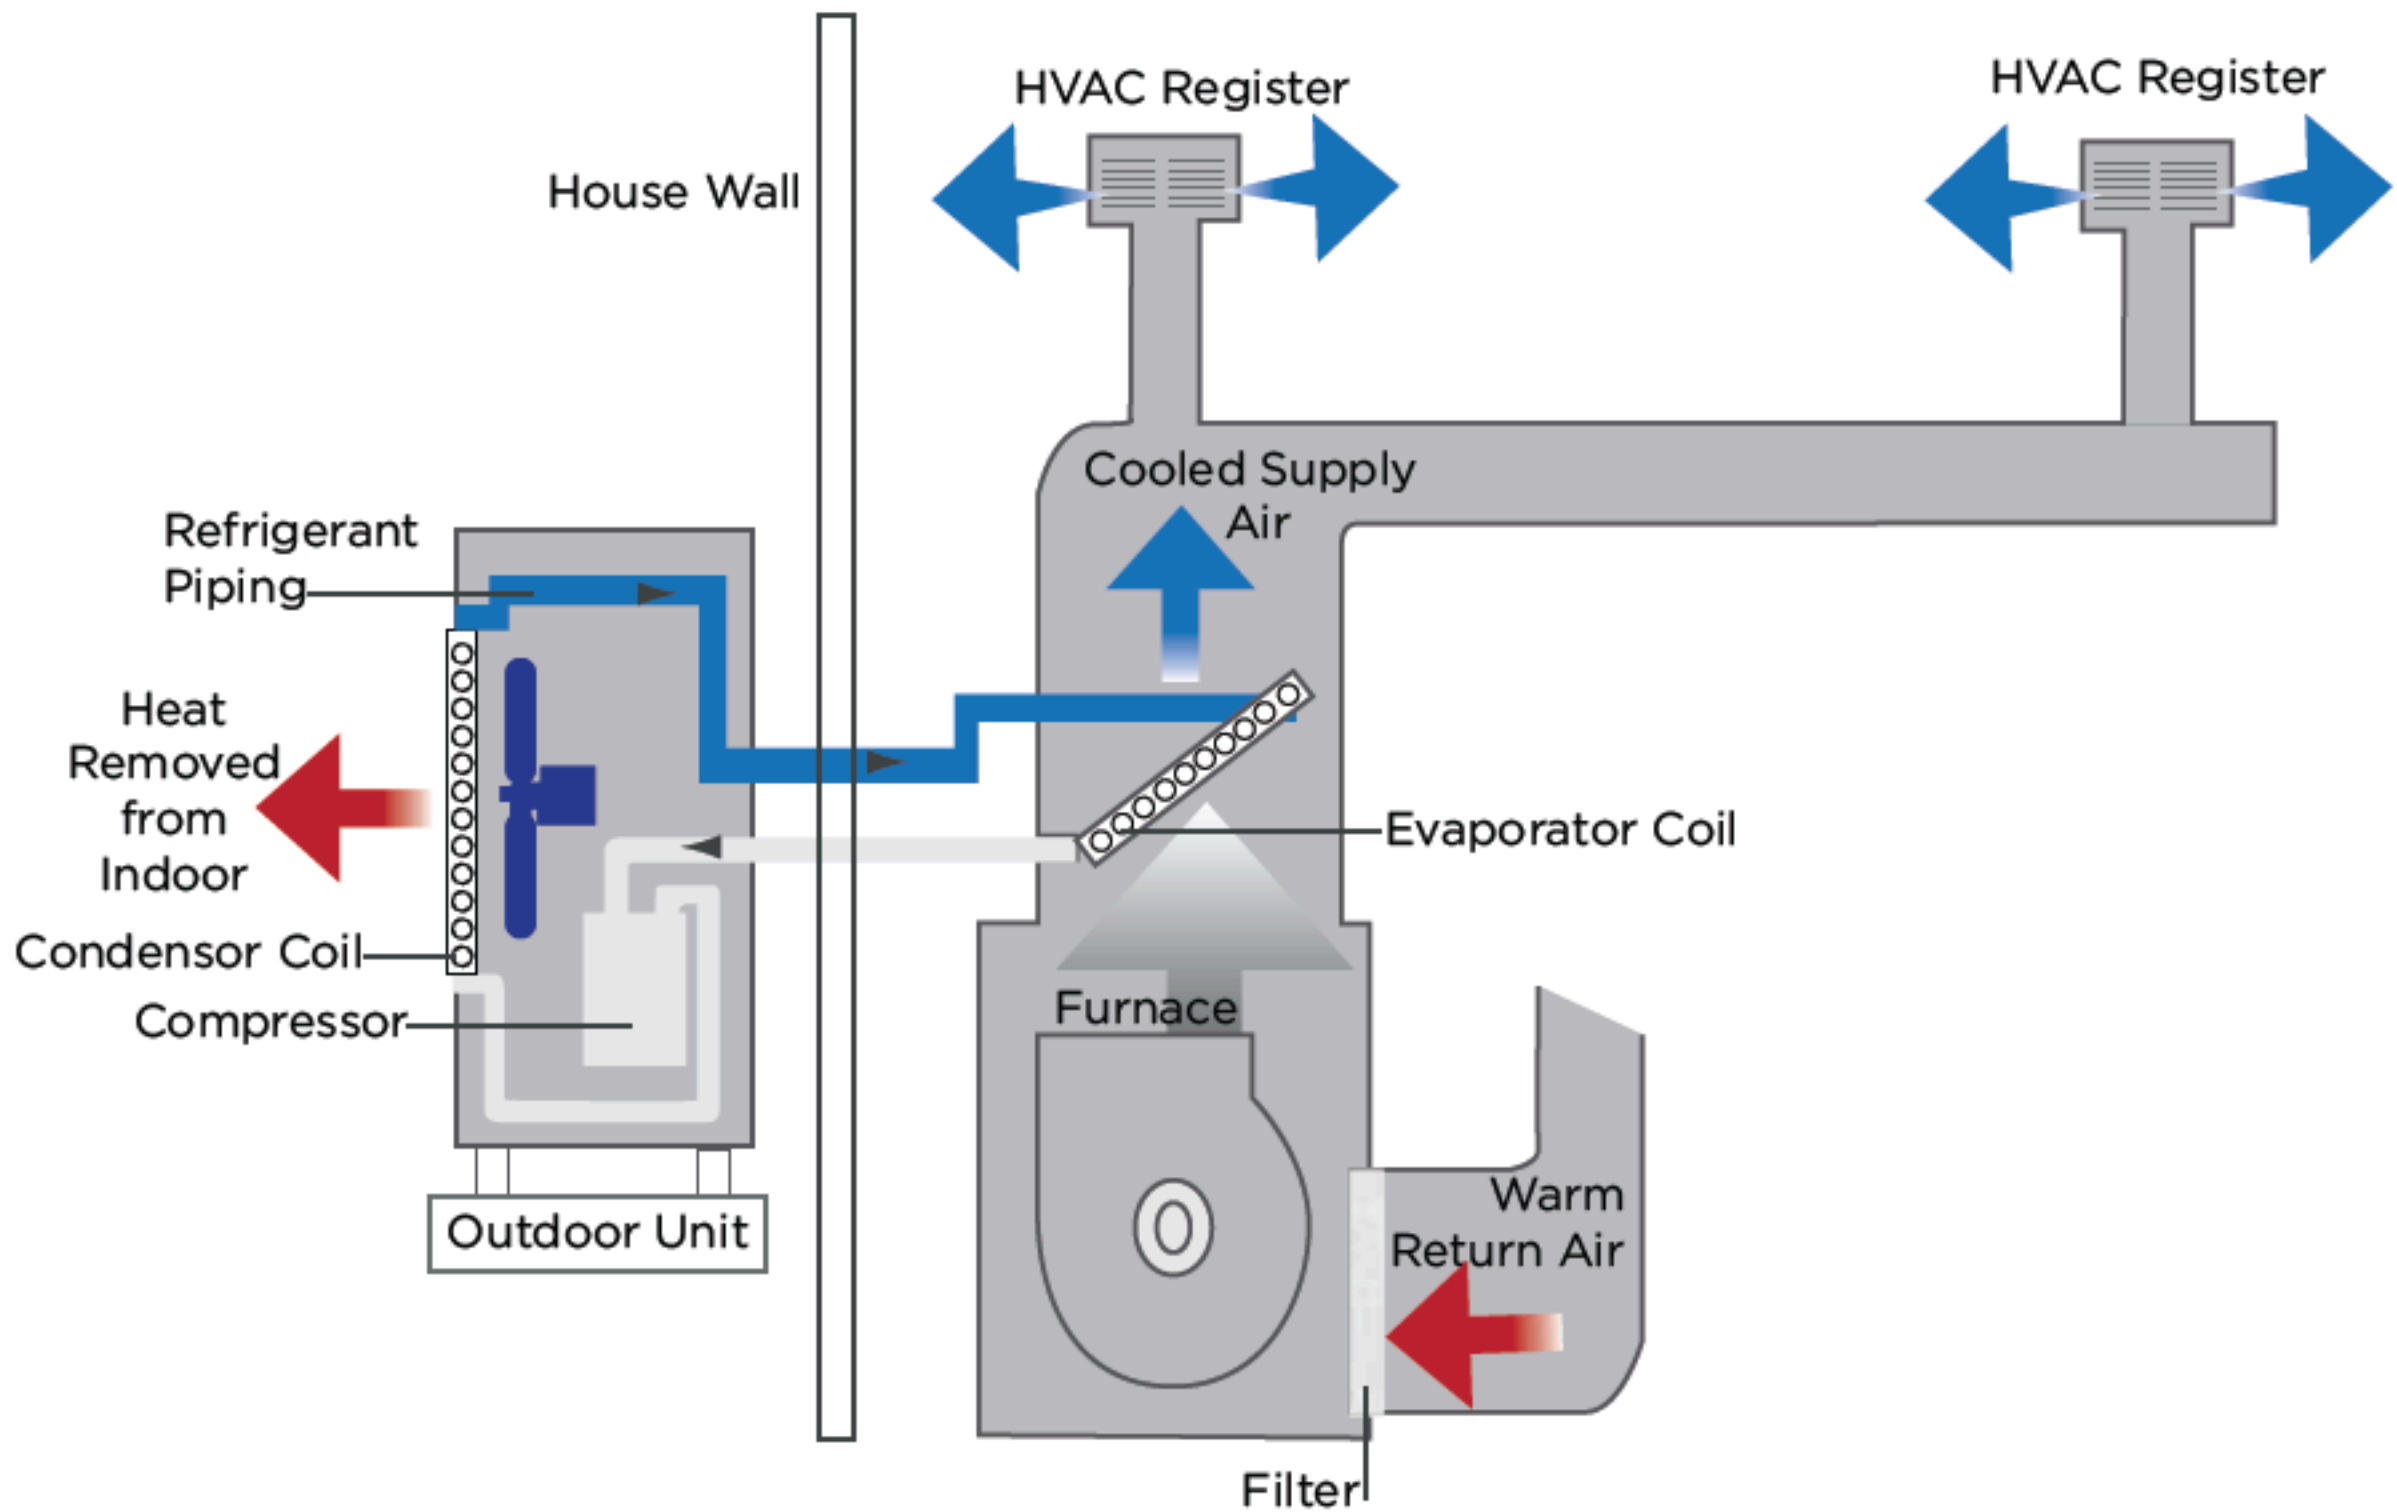 HVAC Register
HVAC Register
House Wall
Cooled Supply
Air
Refrigerant
Piping
Heat
Removed
from
Indoor
Evaporator Coil
Condensor Coil
Compressor
Furnace
Outdoor Unit
Warm
Return Air
Filter